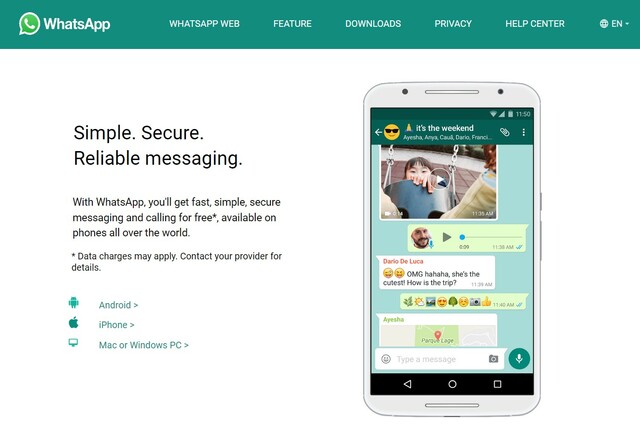 WhatsApp
WHATSAPP WEB
FEATURE
DOWNLOADS
PRIVACY
HELP CENTER
EN
Simple. Secure.
Reliable messaging.
With WhatsApp, you'll get fast, simple, secure
messaging and calling for free*, available on
phones all over the world.
* Data charges may apply. Contact your provider for
details.
Android >
iPhone >
Mac or Windows PC >
11:50
it's the weekend
Ayesha, Anya, Cauã, Dario, Franci...
0:14
11:35 AM
0:09
11:38 AM
Dario De Luca
OMG hahaha, she's the
cutest! How is the trip?
11:39 AM
11:40 AM
Ayesha
Parque Lage
Type a message